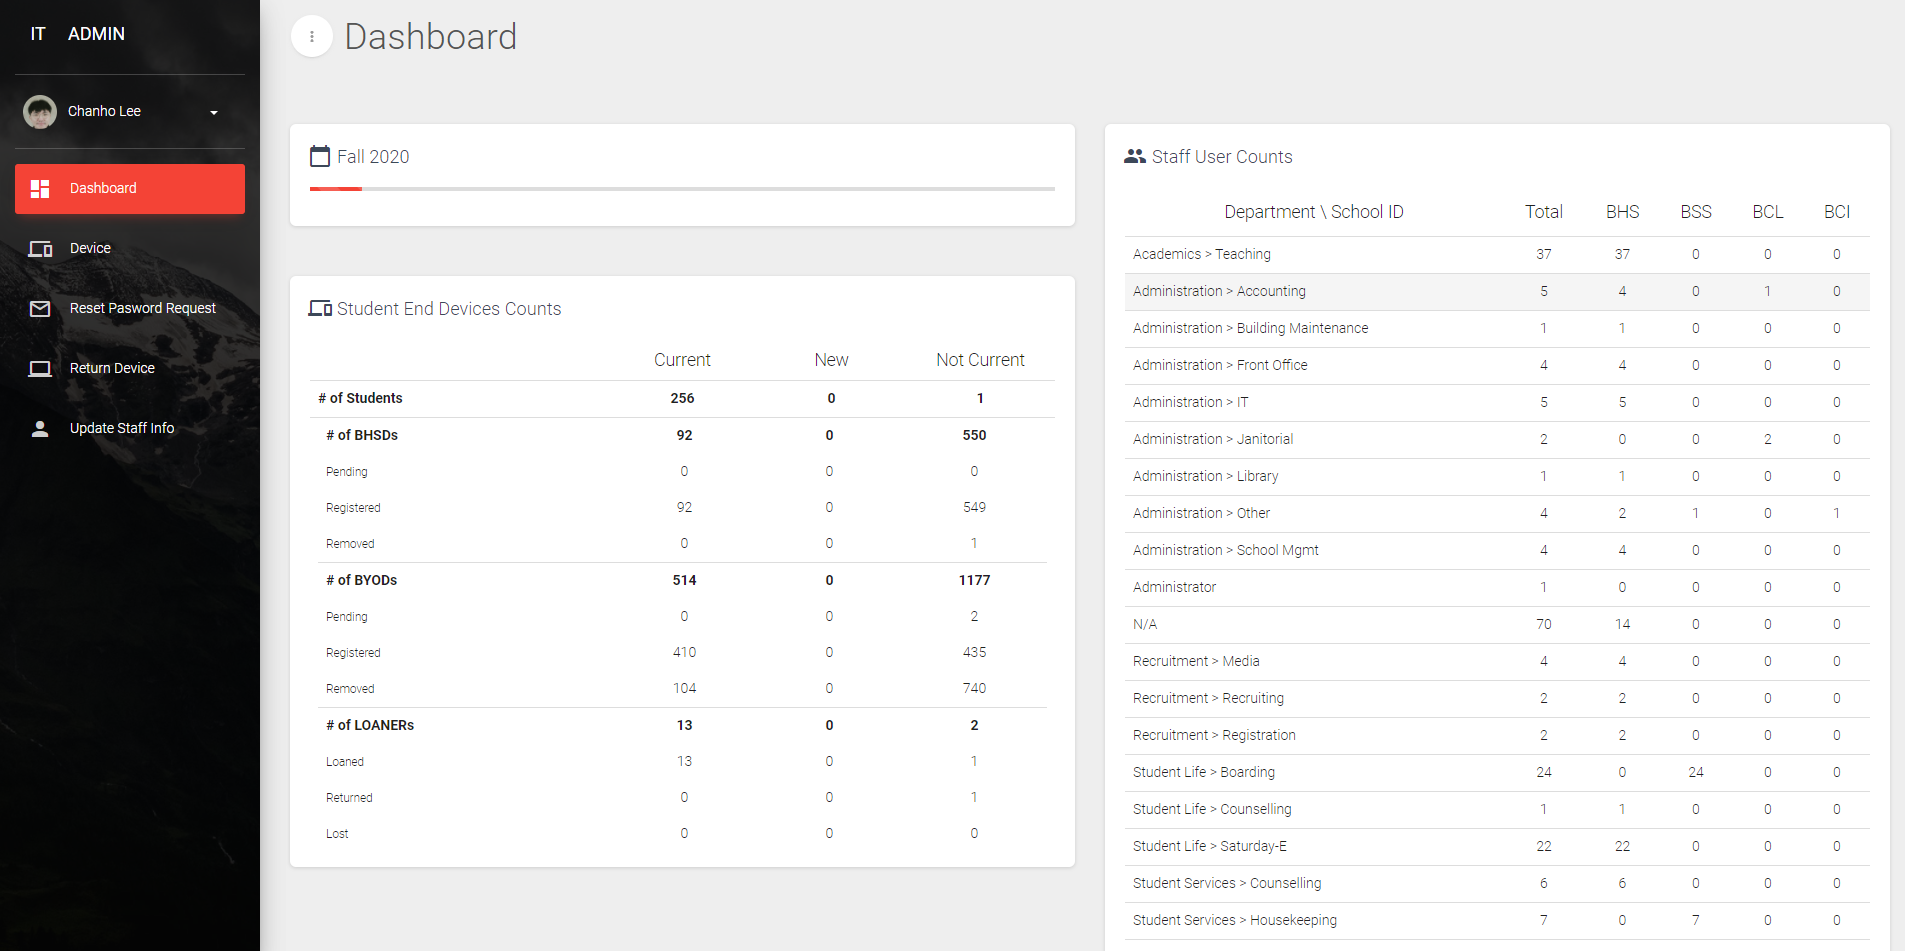 IT ADMIN
Chanho Lee
Dashboard
Device
Reset Pasword Request
Return Device
Update Staff Info
Dashboard
Fall 2020
Student End Devices Counts
Current New Not Current
# of Students 256 0 1
# of BHSDs 92 0 550
Pending 0 0 0
Registered 92 0 549
Removed 0 0 1
# of BYODs 514 0 1177
Pending 0 0 2
Registered 410 0 435
Removed 104 0 740
# of LOANERs 13 0 2
Loaned 13 0 1
Returned 0 0 1
Lost 0 0 0
Staff User Counts
Department \ School ID Total BHS BSS BCL BCI
Academics > Teaching 37 37 0 0 0
Administration > Accounting 5 4 0 1 0
Administration > Building Maintenance 1 1 0 0 0
Administration > Front Office 4 4 0 0 0
Administration > IT 5 5 0 0 0
Administration > Janitorial 2 0 0 2 0
Administration > Library 1 1 0 0 0
Administration > Other 4 2 1 0 1
Administration > School Mgmt 4 4 0 0 0
Administrator 1 0 0 0 0
N/A 70 14 0 0 0
Recruitment > Media 4 4 0 0 0
Recruitment > Recruiting 2 2 0 0 0
Recruitment > Registration 2 2 0 0 0
Student Life > Boarding 24 0 24 0 0
Student Life > Counselling 1 1 0 0 0
Student Life > Saturday-E 22 22 0 0 0
Student Services > Counselling 6 6 0 0 0
Student Services > Housekeeping 7 0 7 0 0